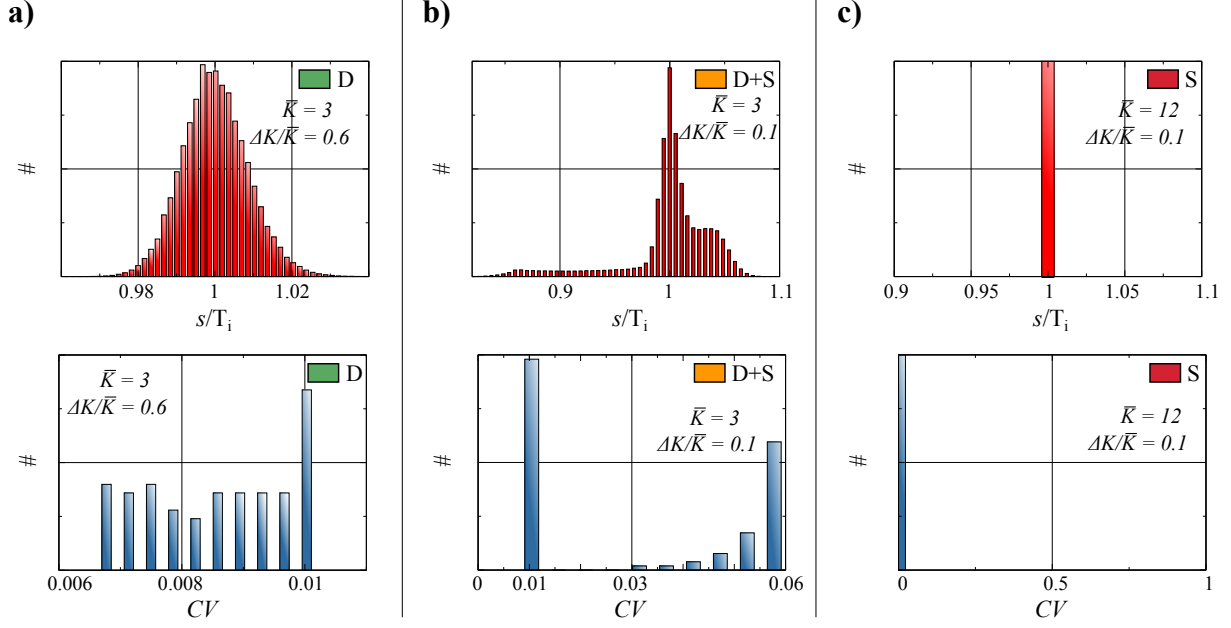 a)
D
K̅ = 3
ΔK/K̅ = 0.6
#
0.98
1
1.02
s/Tᵢ
D
K̅ = 3
ΔK/K̅ = 0.6
#
0.006
0.008
0.01
CV
b)
D+S
K̅ = 3
ΔK/K̅ = 0.1
#
0.9
1
1.1
s/Tᵢ
D+S
K̅ = 3
ΔK/K̅ = 0.1
#
0
0.01
0.03
0.06
CV
c)
S
K̅ = 12
ΔK/K̅ = 0.1
#
0.9
0.95
1
1.05
1.1
s/Tᵢ
S
K̅ = 12
ΔK/K̅ = 0.1
#
0
0.5
1
CV